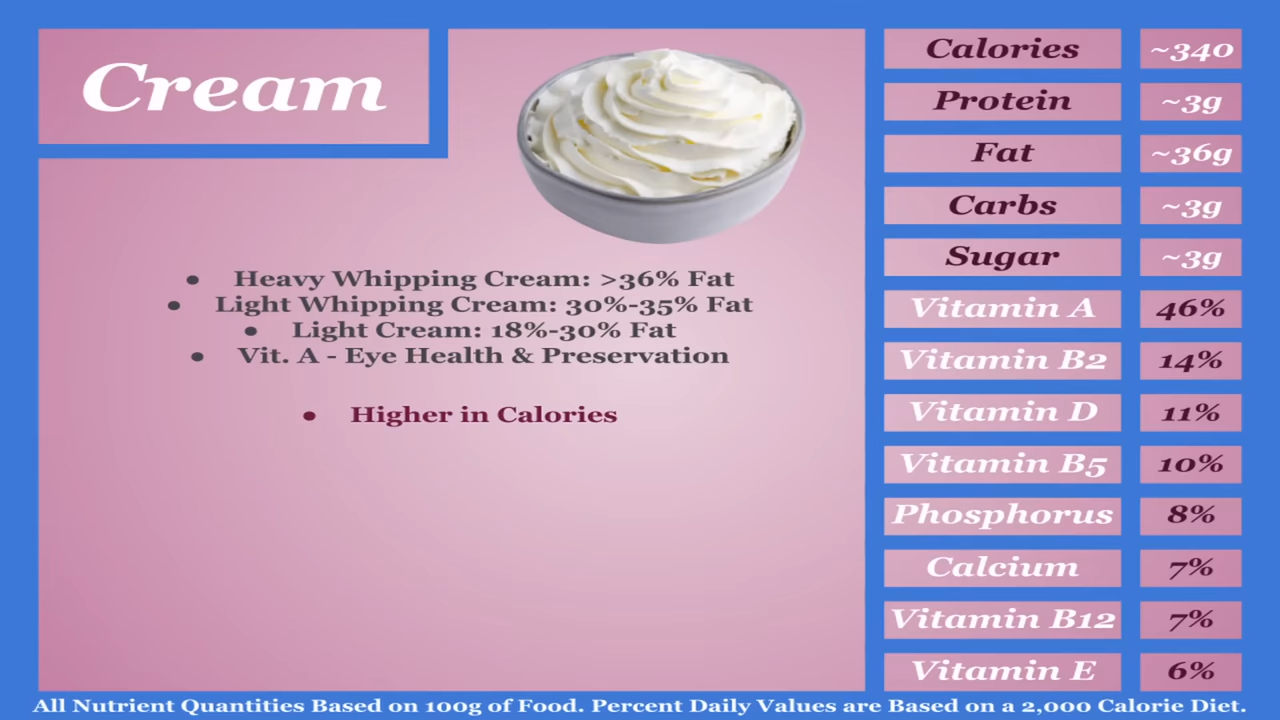 Cream
● Heavy Whipping Cream: >36% Fat
● Light Whipping Cream: 30%-35% Fat
● Light Cream: 18%-30% Fat
● Vit. A - Eye Health & Preservation
● Higher in Calories
Calories ~340
Protein ~3g
Fat ~36g
Carbs ~3g
Sugar ~3g
Vitamin A 46%
Vitamin B2 14%
Vitamin D 11%
Vitamin B5 10%
Phosphorus 8%
Calcium 7%
Vitamin B12 7%
Vitamin E 6%
All Nutrient Quantities Based on 100g of Food. Percent Daily Values are Based on a 2,000 Calorie Diet.